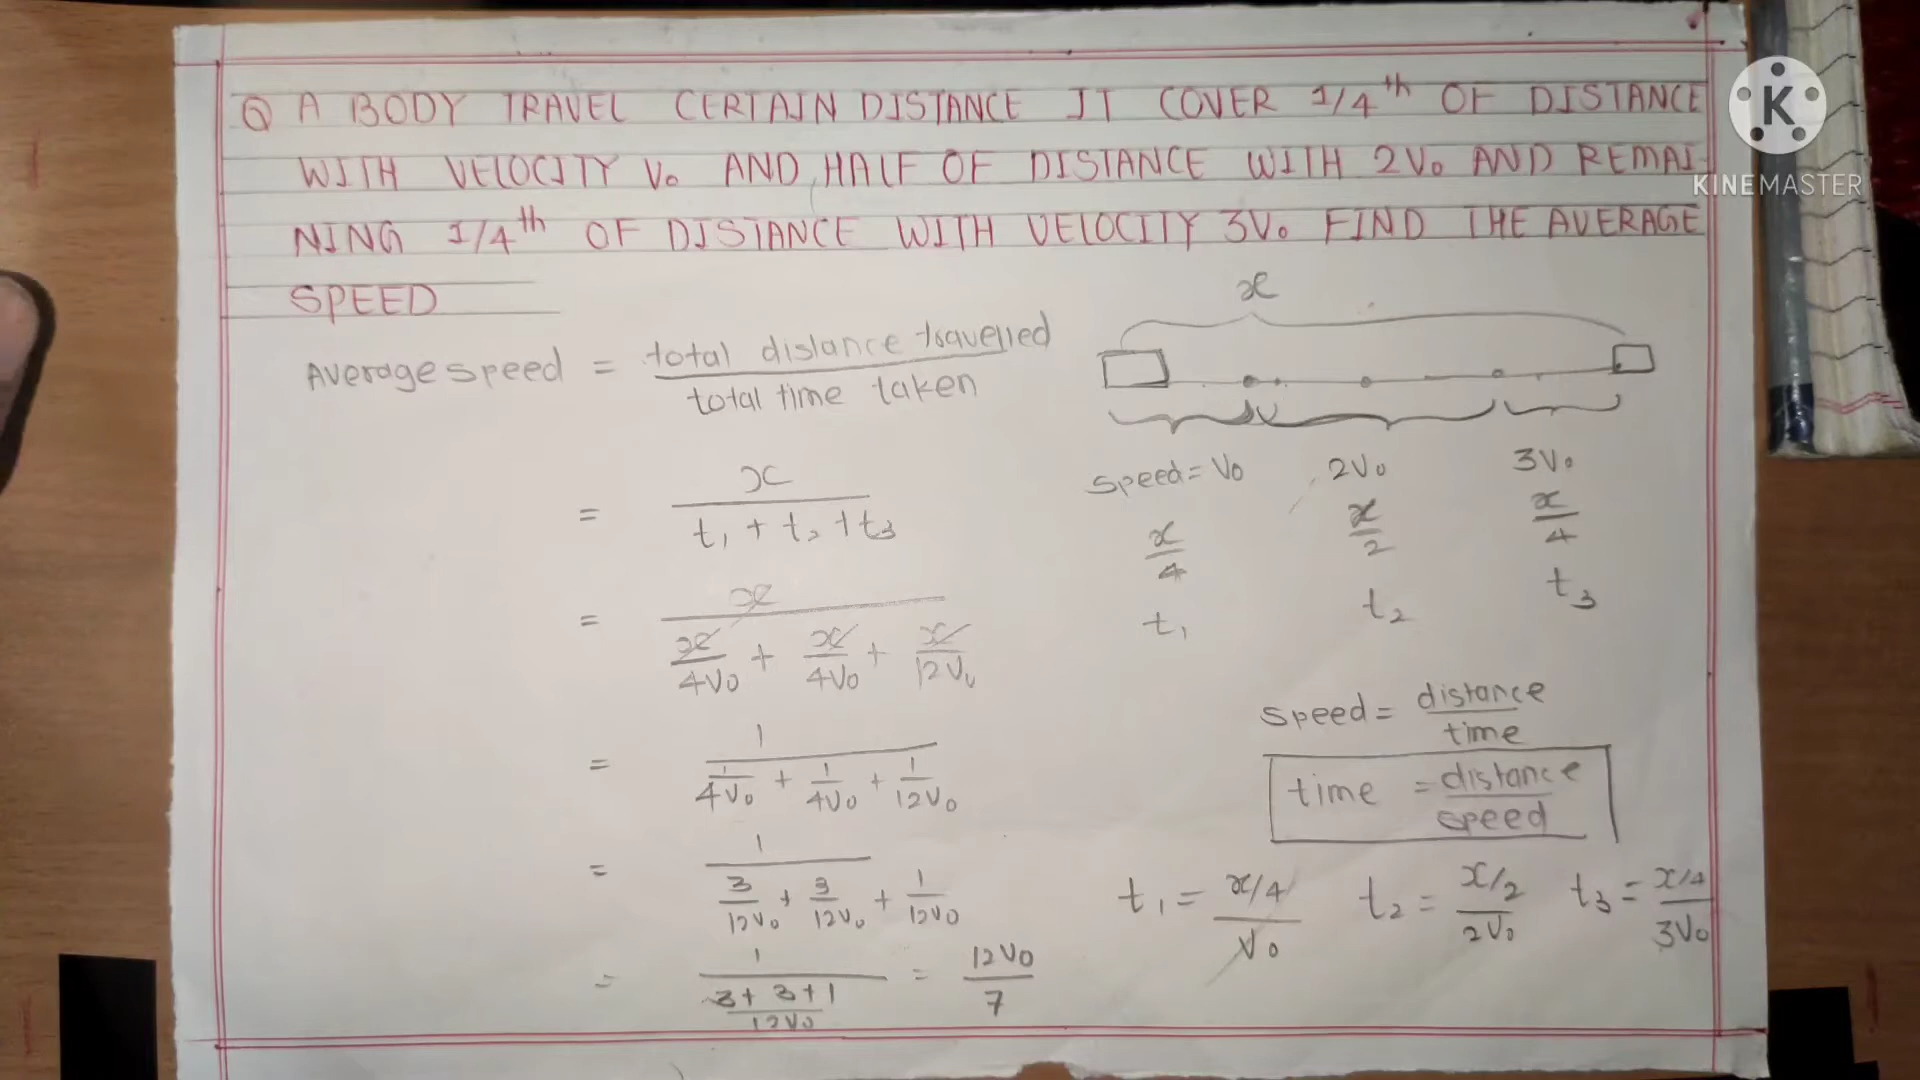 Q A BODY TRAVEL CERTAIN DISTANCE IT COVER 1/4th OF DISTANCE
WITH VELOCITY V0 AND HALF OF DISTANCE WITH 2V0 AND REMAI-
NING 1/4th OF DISTANCE WITH VELOCITY 3V0 FIND THE AVERAGE
SPEED
K
KINEMASTER
Average speed = total distance travelled / total time taken
= x / t1 + t2 + t3
= x / x/4V0 + x/4V0 + x/12V0
= 1 / 1/4V0 + 1/4V0 + 1/12V0
= 1 / 3/12V0 + 3/12V0 + 1/12V0
= 1 / 3+3+1/12V0 = 12V0/7
x
speed = V0 2V0 3V0
x/4 x/2 x/4
t1 t2 t3
speed = distance/time
time = distance/speed
t1 = x/4 / V0 t2 = x/2 / 2V0 t3 = x/4 / 3V0